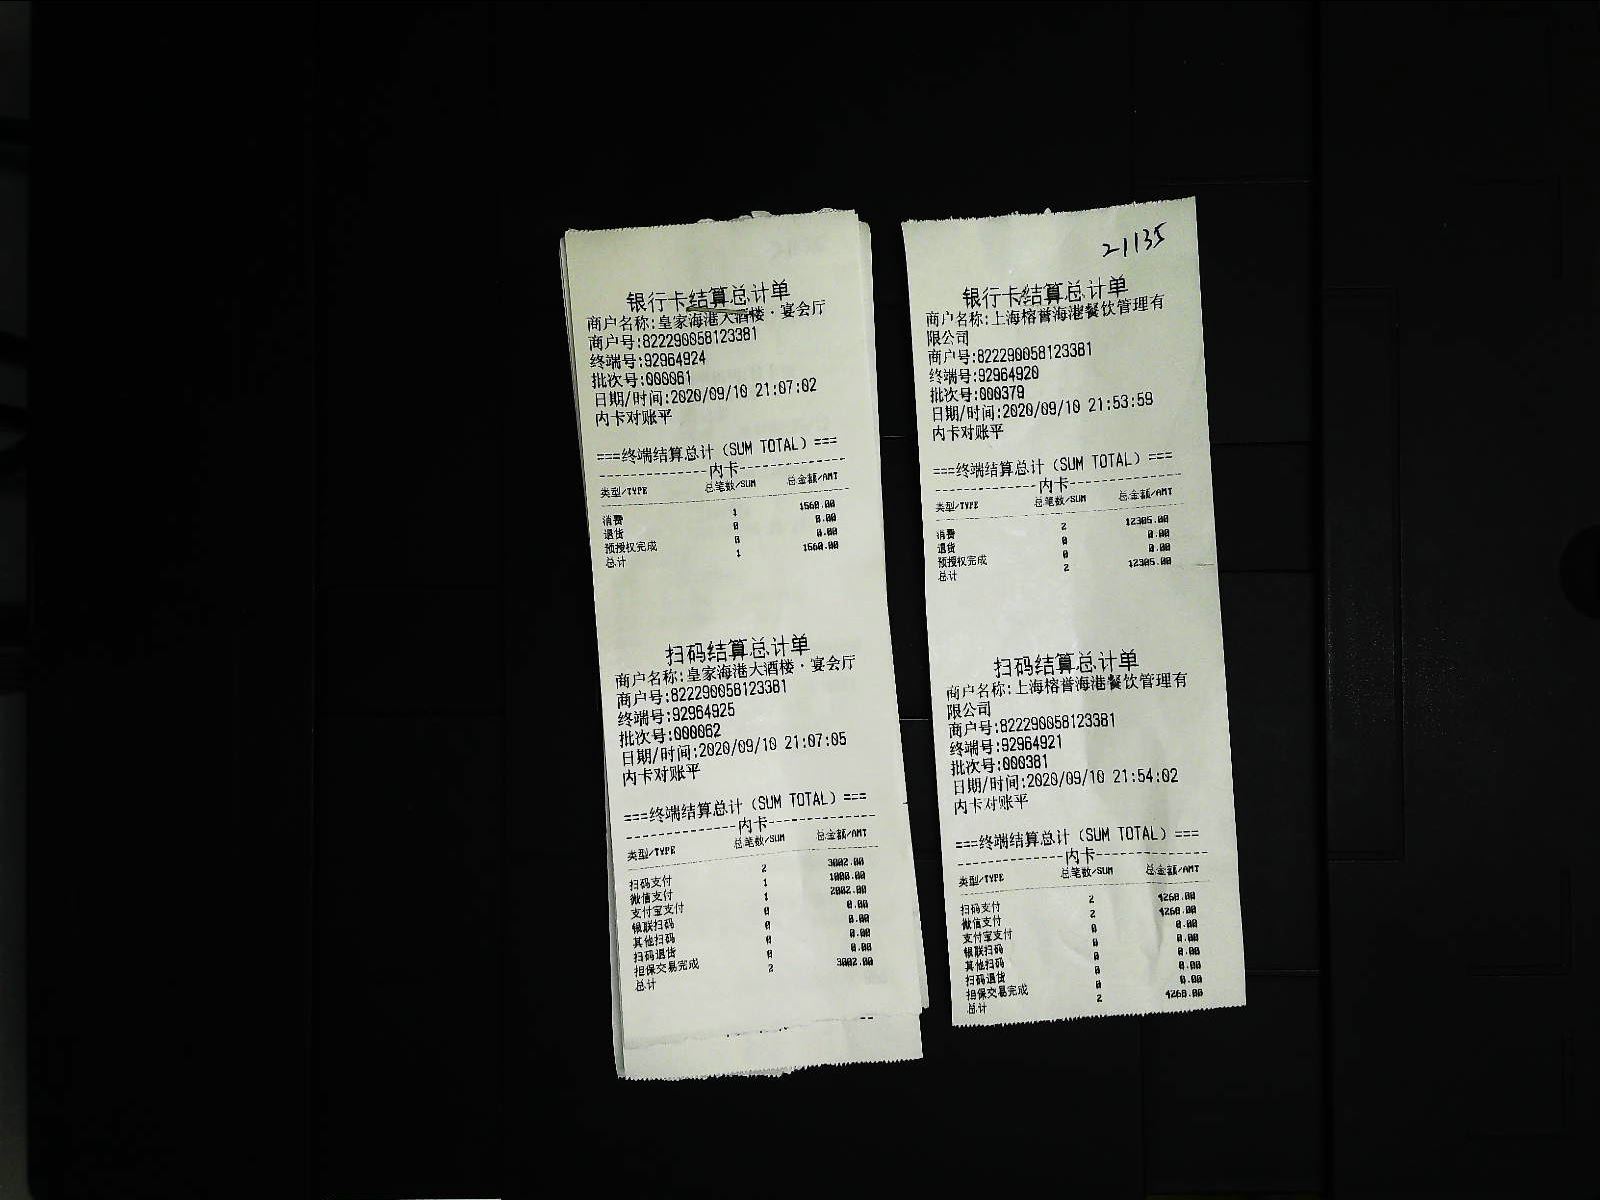 银行卡结算总计单
商户名称:皇家海港大酒楼·宴会厅
商户号:822290058123381
终端号:92964924
批次号:000061
日期/时间:2020/09/10 21:07:02
内卡对账平
===终端结算总计(SUM TOTAL)===
----------------内卡----------------
类型/TYPE 总笔数/SUM 总金额/AMT
消费 1 1560.00
退货 0 0.00
预授权完成 0 0.00
总计 1 1560.00
扫码结算总计单
商户名称:皇家海港大酒楼·宴会厅
商户号:822290058123381
终端号:92964925
批次号:000062
日期/时间:2020/09/10 21:07:05
内卡对账平
===终端结算总计(SUM TOTAL)===
----------------内卡----------------
类型/TYPE 总笔数/SUM 总金额/AMT
扫码支付 2 3002.00
微信支付 1 1000.00
支付宝支付 1 2002.00
银联扫码 0 0.00
其他扫码 0 0.00
扫码退货 0 0.00
担保交易完成 0 0.00
总计 2 3002.00
21135
银行卡结算总计单
商户名称:上海榕誉海港餐饮管理有
限公司
商户号:822290058123381
终端号:92964920
批次号:000379
日期/时间:2020/09/10 21:53:59
内卡对账平
===终端结算总计(SUM TOTAL)===
----------------内卡----------------
类型/TYPE 总笔数/SUM 总金额/AMT
消费 2 12305.00
退货 0 0.00
预授权完成 0 0.00
总计 2 12305.00
扫码结算总计单
商户名称:上海榕誉海港餐饮管理有
限公司
商户号:822290058123381
终端号:92964921
批次号:000381
日期/时间:2020/09/10 21:54:02
内卡对账平
===终端结算总计(SUM TOTAL)===
----------------内卡----------------
类型/TYPE 总笔数/SUM 总金额/AMT
扫码支付 2 4268.00
微信支付 2 4268.00
支付宝支付 0 0.00
银联扫码 0 0.00
其他扫码 0 0.00
扫码退货 0 0.00
担保交易完成 0 0.00
总计 2 4268.00